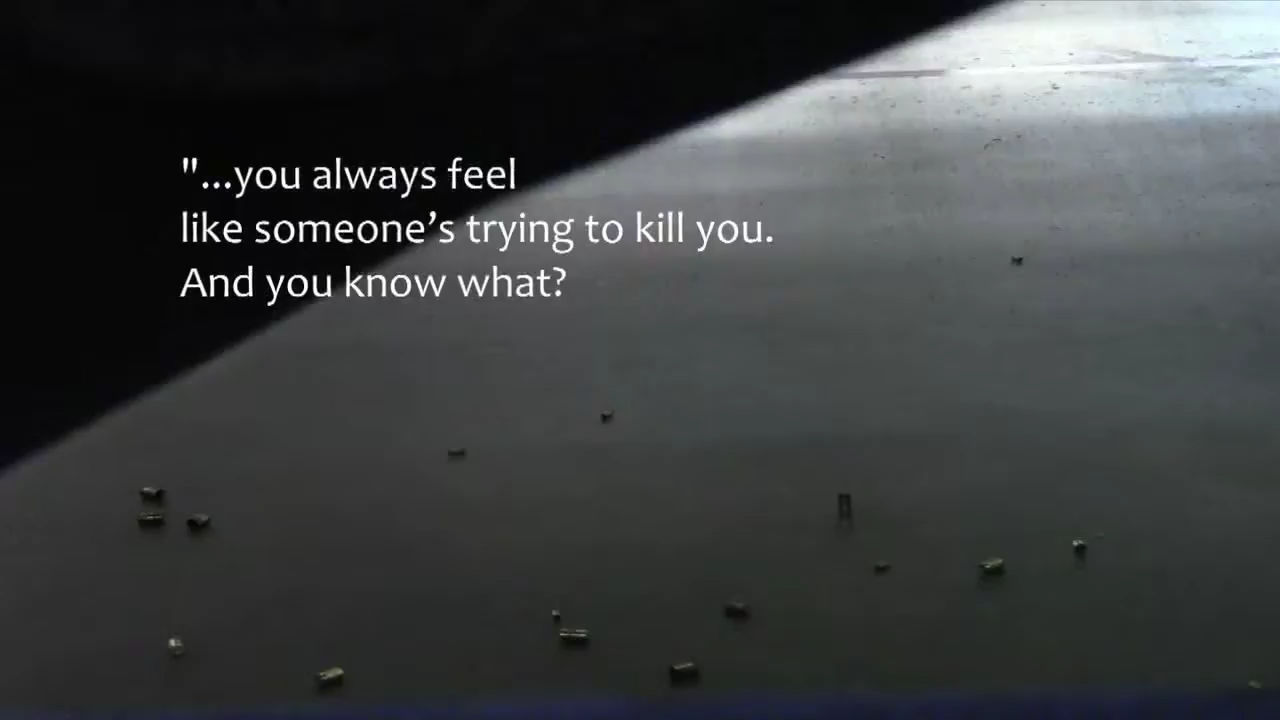 "...you always feel
like someone’s trying to kill you.
And you know what?